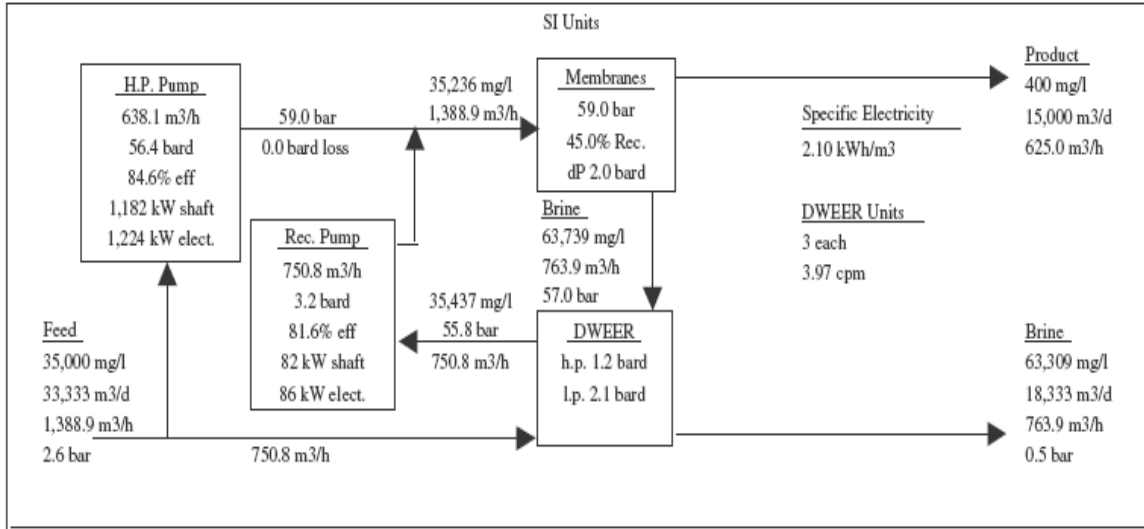 SI Units
H.P. Pump
638.1 m3/h
56.4 bard
84.6% eff
1,182 kW shaft
1,224 kW elect.
59.0 bar
0.0 bard loss
35,236 mg/l
1,388.9 m3/h
Membranes
59.0 bar
45.0% Rec.
dP 2.0 bard
Product
400 mg/l
15,000 m3/d
625.0 m3/h
Specific Electricity
2.10 kWh/m3
DWEER Units
3 each
3.97 cpm
Rec. Pump
750.8 m3/h
3.2 bard
81.6% eff
82 kW shaft
86 kW elect.
Brine
63,739 mg/l
763.9 m3/h
57.0 bar
35,437 mg/l
55.8 bar
750.8 m3/h
DWEER
h.p. 1.2 bard
l.p. 2.1 bard
Feed
35,000 mg/l
33,333 m3/d
1,388.9 m3/h
2.6 bar
750.8 m3/h
Brine
63,309 mg/l
18,333 m3/d
763.9 m3/h
0.5 bar